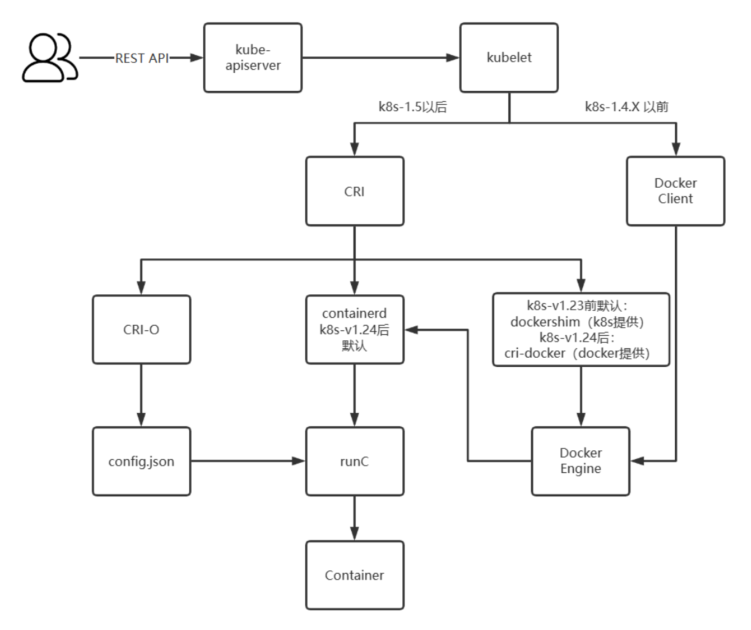 REST API
kube-
apiserver
kubelet
k8s-1.5以后
k8s-1.4.X 以前
CRI
Docker
Client
CRI-O
containerd
k8s-v1.24后
默认
k8s-v1.23前默认:
dockershim（k8s提供）
k8s-v1.24后:
cri-docker（docker提供）
config.json
runC
Docker
Engine
Container